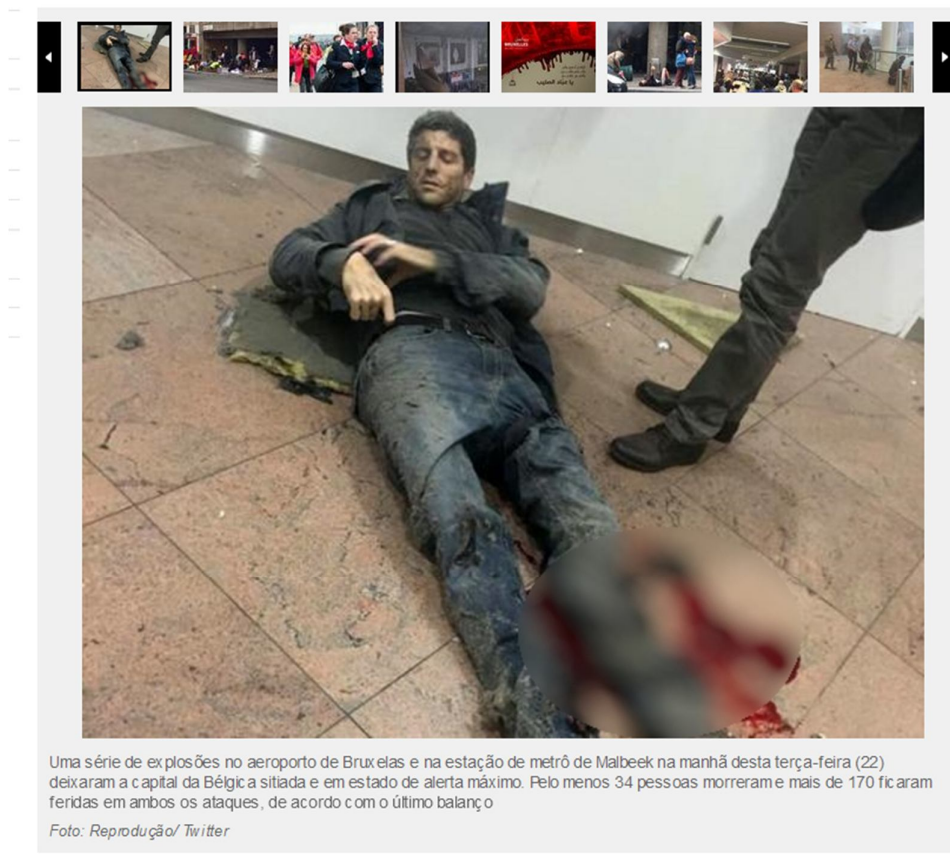 BRUXELLES
Uma série de explosões no aeroporto de Bruxelas e na estação de metrô de Malbeek na manhã desta terça-feira (22)
deixaram a capital da Bélgica sitiada e em estado de alerta máximo. Pelo menos 34 pessoas morreram e mais de 170 ficaram
feridas em ambos os ataques, de acordo com o último balanço
Foto: Reprodução/ Twitter